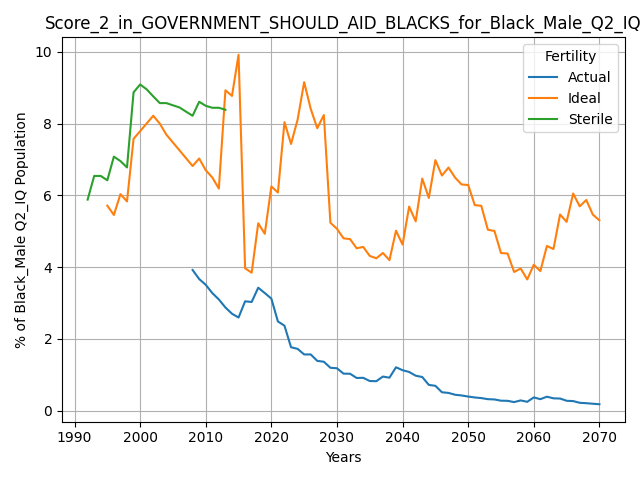 Score_2_in_GOVERNMENT_SHOULD_AID_BLACKS_for_Black_Male_Q2_IQ
Fertility
Actual
Ideal
Sterile
% of Black_Male Q2_IQ Population
10
8
6
4
2
0
1990 2000 2010 2020 2030 2040 2050 2060 2070
Years